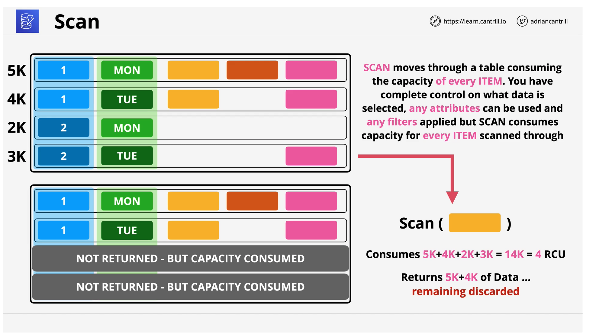 Scan
https://learn.cantrill.io
adriancantrill
5K 1 MON
4K 1 TUE
2K 2 MON
3K 2 TUE
SCAN moves through a table consuming
the capacity of every ITEM. You have
complete control on what data is
selected, any attributes can be used and
any filters applied but SCAN consumes
capacity for every ITEM scanned through
1 MON
1 TUE
NOT RETURNED - BUT CAPACITY CONSUMED
NOT RETURNED - BUT CAPACITY CONSUMED
Scan ( )
Consumes 5K+4K+2K+3K = 14K = 4 RCU
Returns 5K+4K of Data ...
remaining discarded